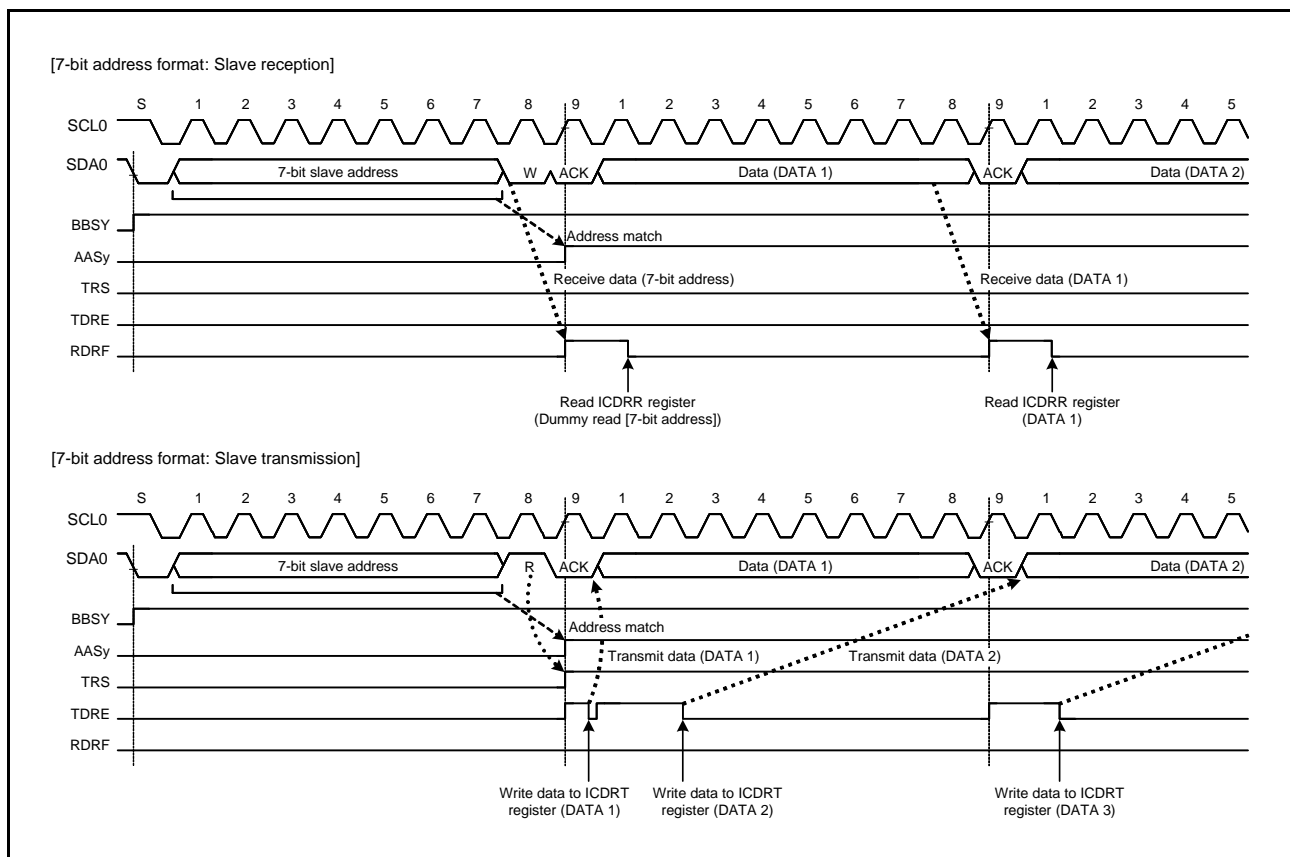 [7-bit address format: Slave reception]
S 1 2 3 4 5 6 7 8 9 1 2 3 4 5 6 7 8 9 1 2 3 4 5
SCL0
SDA0
7-bit slave address W ACK Data (DATA 1) ACK Data (DATA 2)
BBSY
Address match
AASy
Receive data (7-bit address) Receive data (DATA 1)
TRS
TDRE
RDRF
Read ICDRR register
(Dummy read [7-bit address])
Read ICDRR register
(DATA 1)
[7-bit address format: Slave transmission]
S 1 2 3 4 5 6 7 8 9 1 2 3 4 5 6 7 8 9 1 2 3 4 5
SCL0
SDA0
7-bit slave address R ACK Data (DATA 1) ACK Data (DATA 2)
BBSY
Address match
AASy
Transmit data (DATA 1) Transmit data (DATA 2)
TRS
TDRE
RDRF
Write data to ICDRT
register (DATA 1)
Write data to ICDRT
register (DATA 2)
Write data to ICDRT
register (DATA 3)